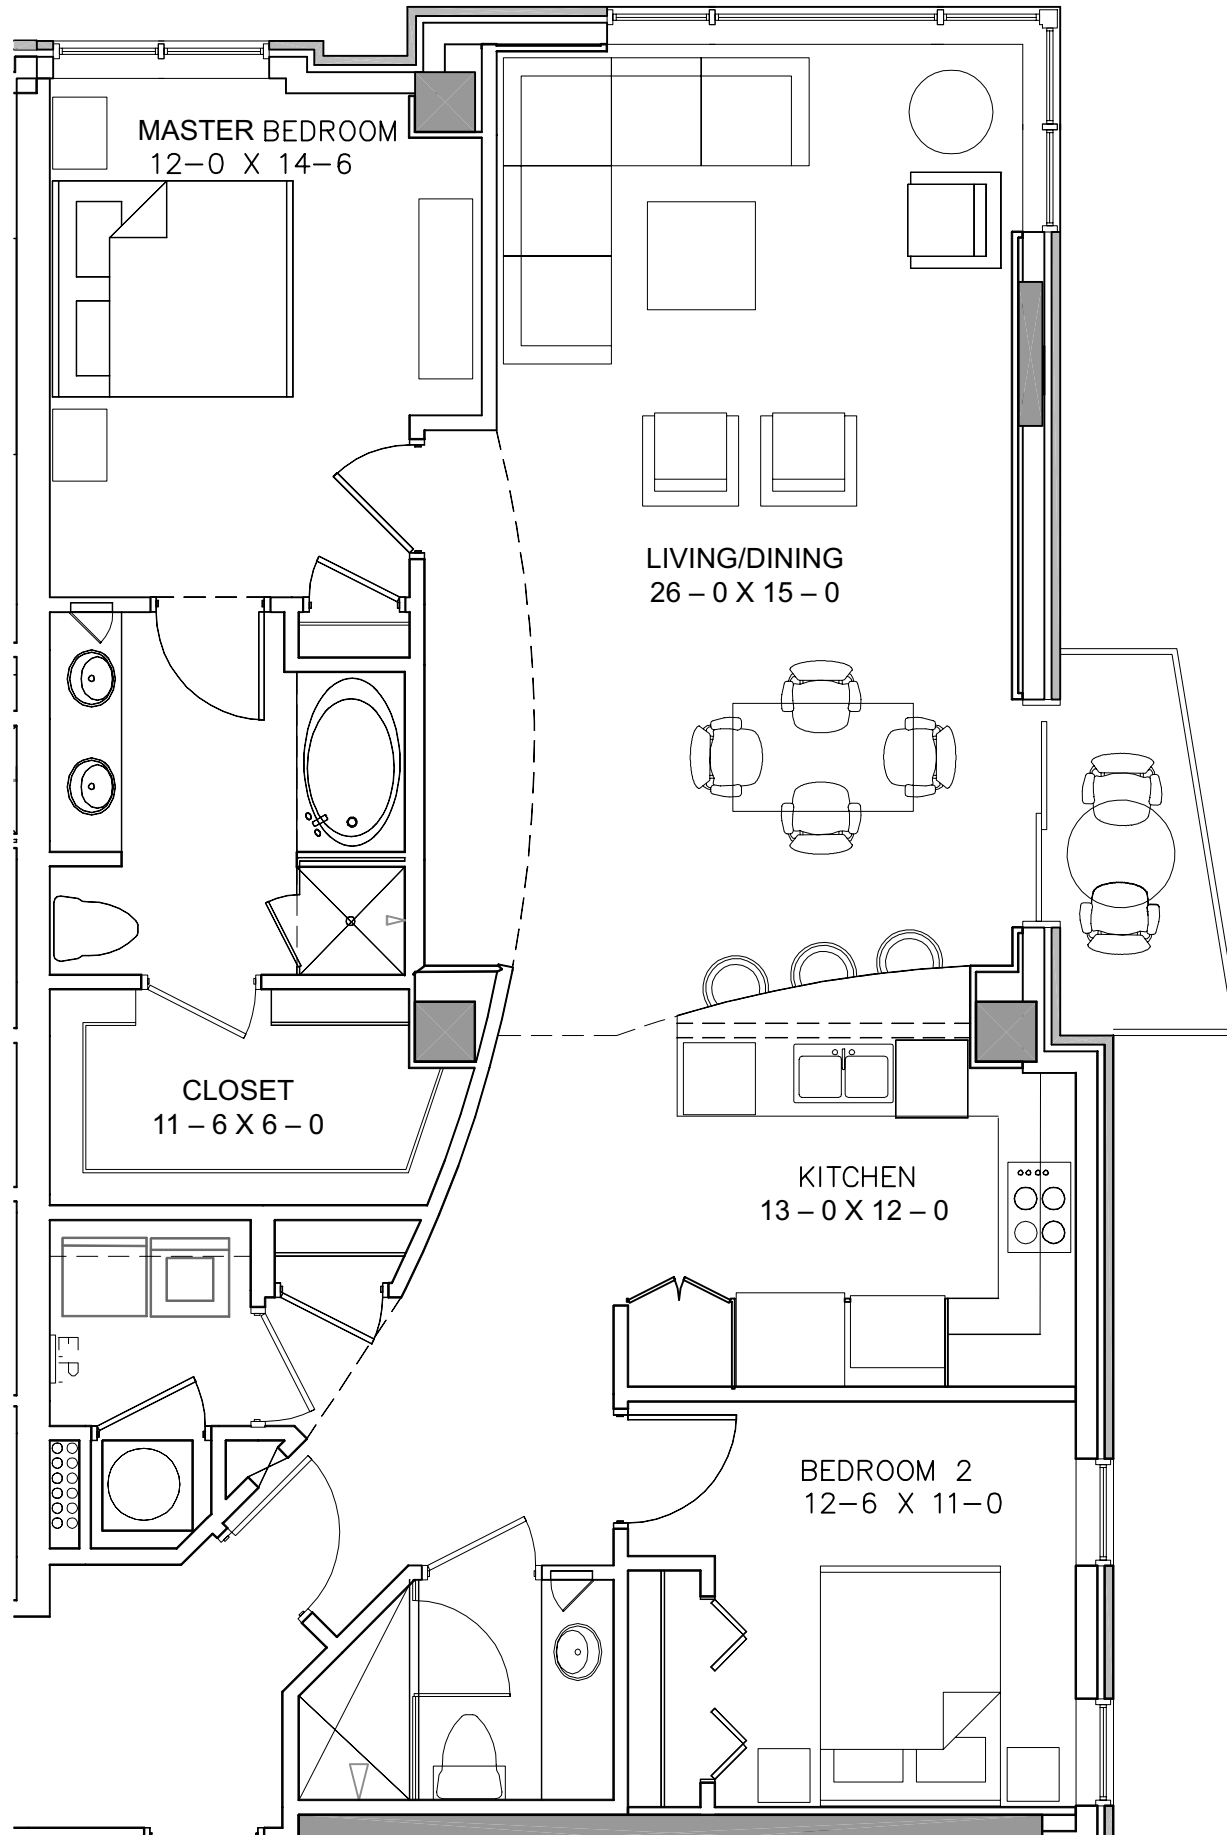 MASTER BEDROOM
12-0 X 14-6
LIVING/DINING
26 – 0 X 15 – 0
CLOSET
11 – 6 X 6 – 0
KITCHEN
13 – 0 X 12 – 0
E.P.
BEDROOM 2
12-6 X 11-0